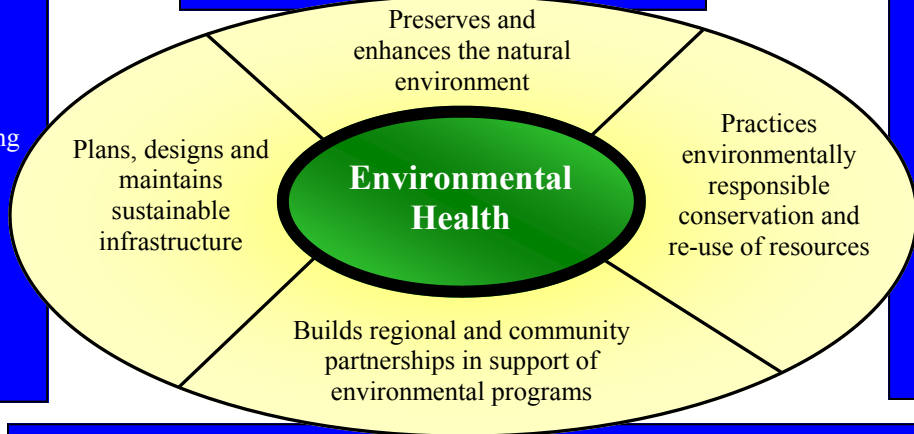 Preserves and
enhances the natural
environment
ng
Plans, designs and
maintains
sustainable
infrastructure
Environmental
Health
Practices
environmentally
responsible
conservation and
re-use of resources
Builds regional and community
partnerships in support of
environmental programs